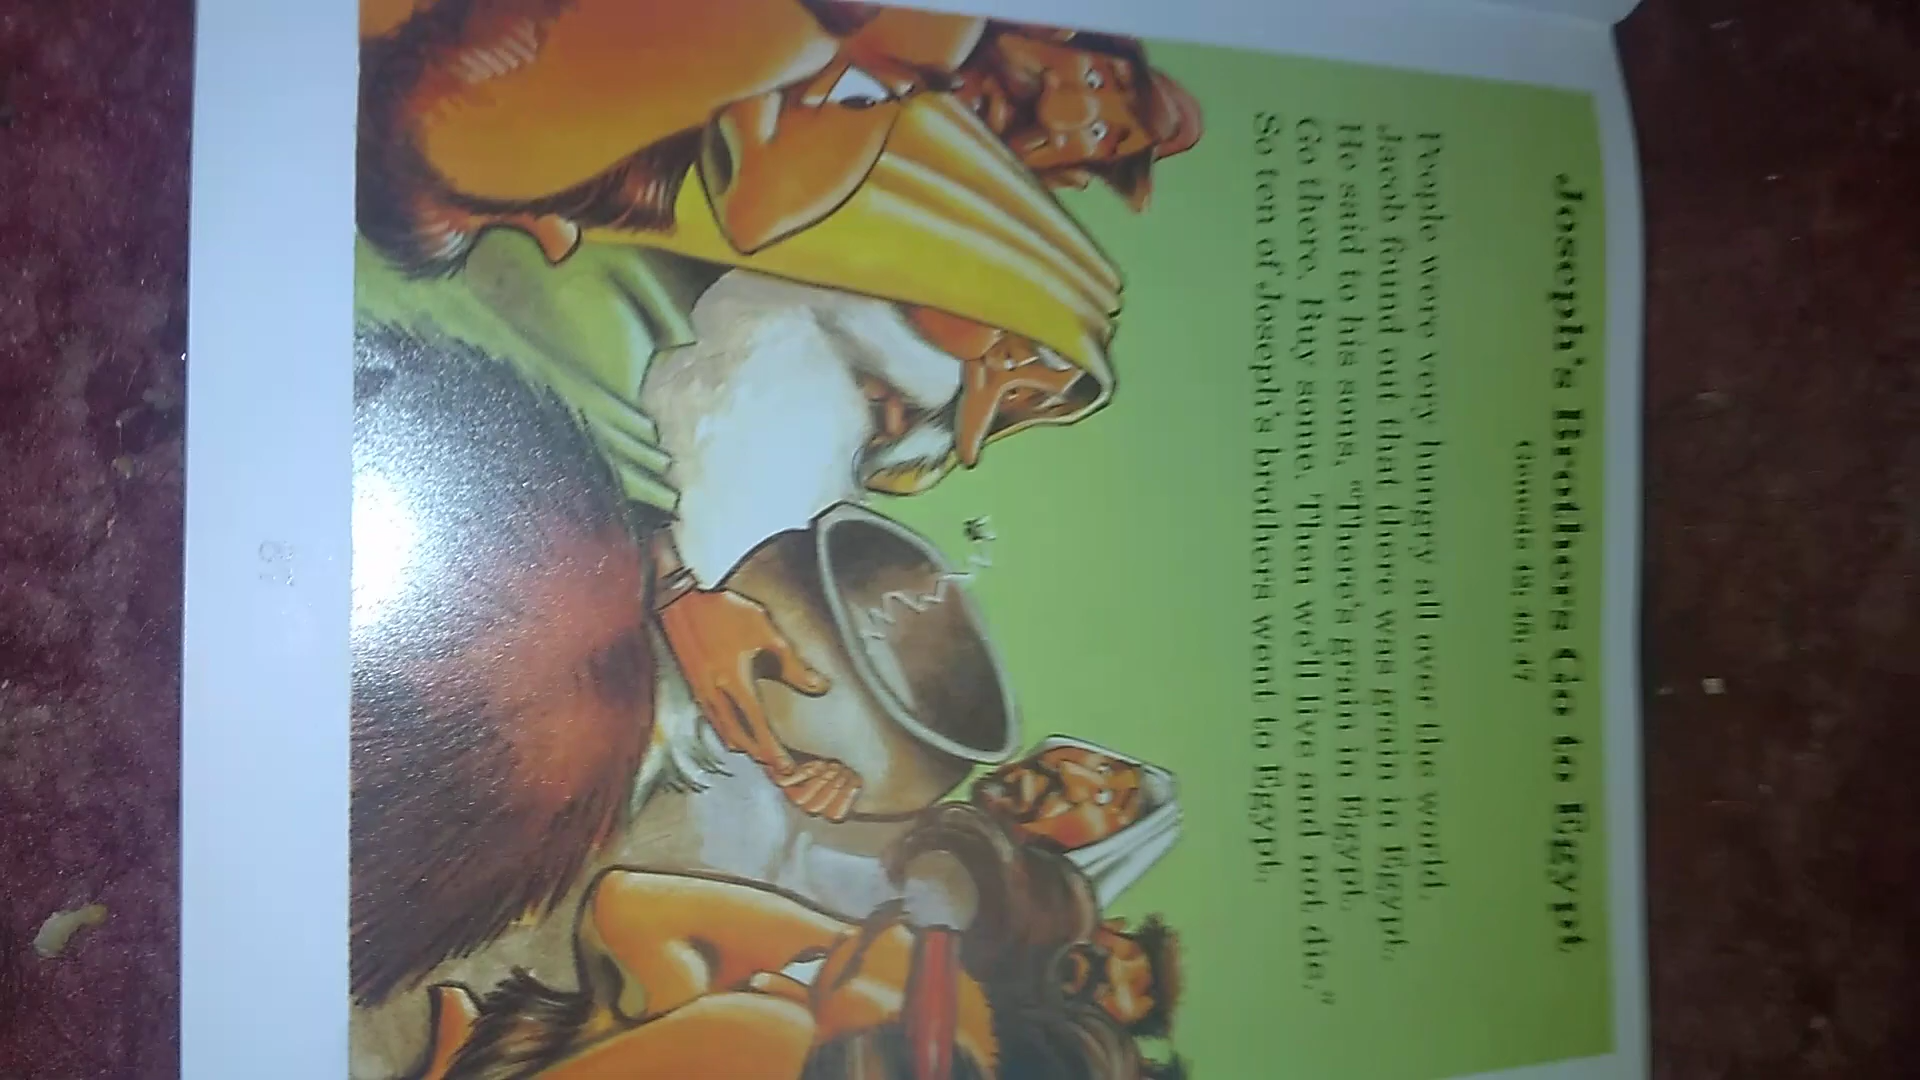 Joseph's Brothers Go to Egypt
Genesis 42; 46; 47
People were very hungry all over the world.
Jacob found out that there was grain in Egypt.
He said to his sons, "There's grain in Egypt.
Go there. Buy some. Then we'll live and not die."
So ten of Joseph's brothers went to Egypt.